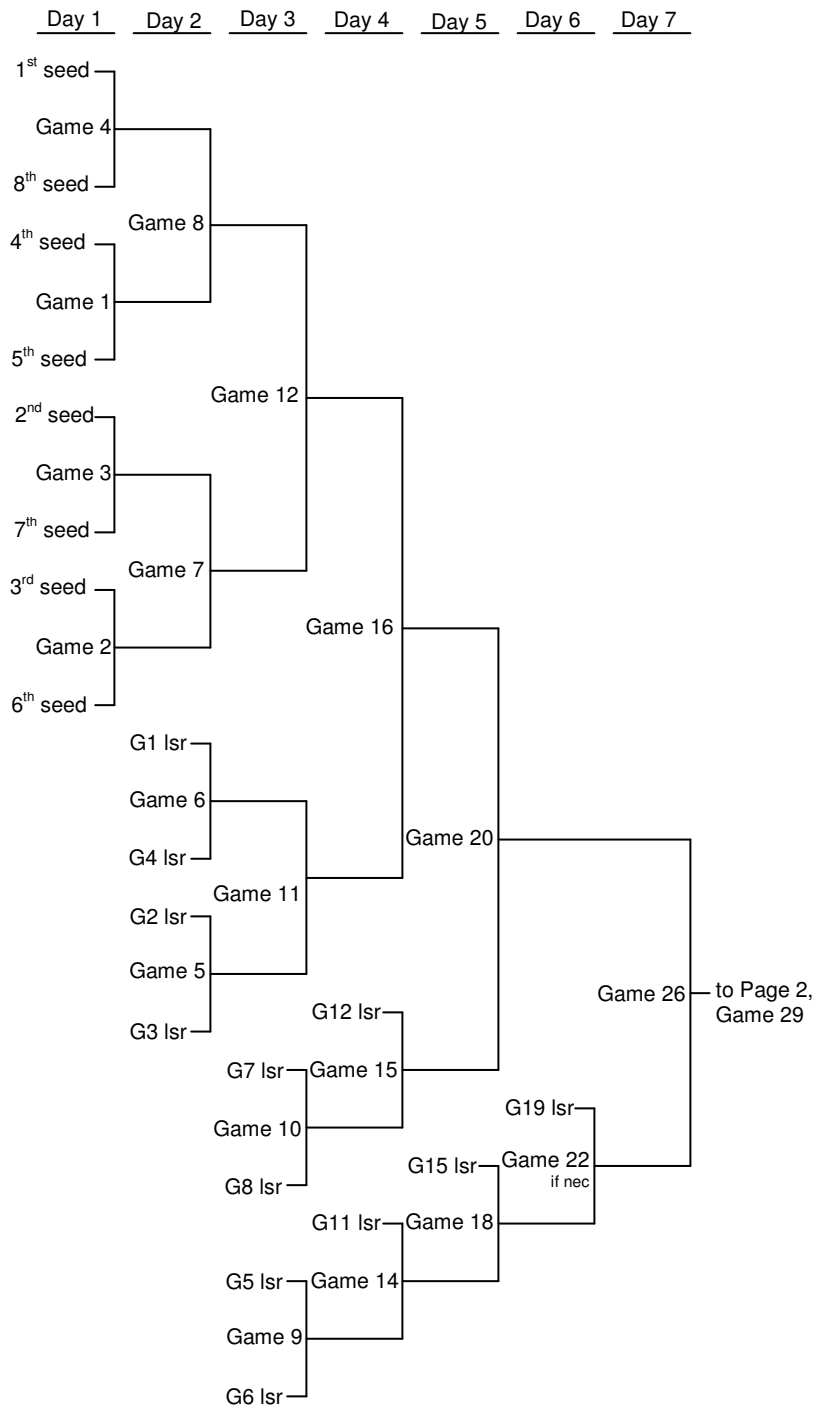 Day 1 Day 2 Day 3 Day 4 Day 5 Day 6 Day 7
1st seed
Game 4
8th seed
Game 8
4th seed
Game 1
5th seed
Game 12
2nd seed
Game 3
7th seed
Game 7
3rd seed
Game 16
Game 2
6th seed
G1 lsr
Game 6
Game 20
G4 lsr
Game 11
G2 lsr
Game 5
Game 26
to Page 2,
Game 29
G12 lsr
G3 lsr
G7 lsr
Game 15
G19 lsr
Game 10
Game 22
if nec
G15 lsr
G8 lsr
G11 lsr
Game 18
G5 lsr
Game 14
Game 9
G6 lsr